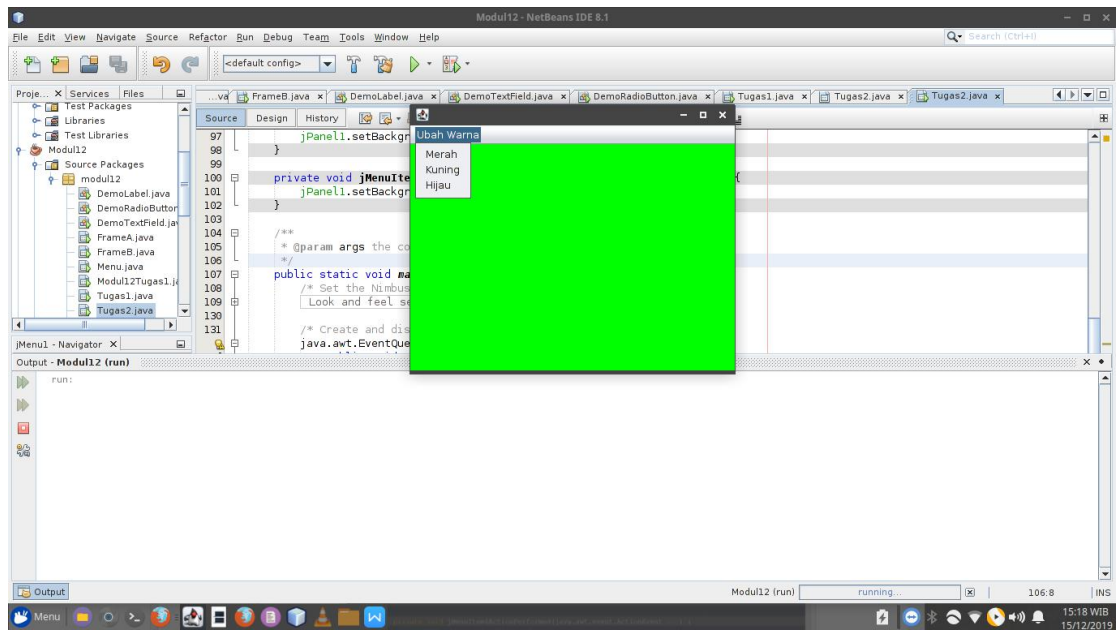 Modul12 - NetBeans IDE 8.1
File Edit View Navigate Source Refactor Run Debug Team Tools Window Help
Search (Ctrl+I)
<default config>
Proje... X Services Files
...va FrameB.java x DemoLabel.java x DemoTextField.java x DemoRadioButton.java x Tugas1.java x Tugas2.java x Tugas2.java x
Test Packages
Libraries
Test Libraries
Modul12
Source Packages
modul12
DemoLabel.java
DemoRadioButton
DemoTextField.jav
FrameA.java
FrameB.java
Menu.java
Modul12Tugas1.ja
Tugas1.java
Tugas2.java
jMenu1 - Navigator X
Source Design History
97 jPanel1.setBackgr
98 }
99
100 private void jMenuIte {
101 jPanel1.setBackgr
102 }
103
104 /**
105 * @param args the co
106 */
107 public static void ma
108 /* Set the Nimbus
109 Look and feel se
130
131 /* Create and dis
java.awt.EventQue
Ubah Warna
Merah
Kuning
Hijau
Output - Modul12 (run)
run:
Output
Modul12 (run) running... 106:8 INS
Menu
15:18 WIB
15/12/2019